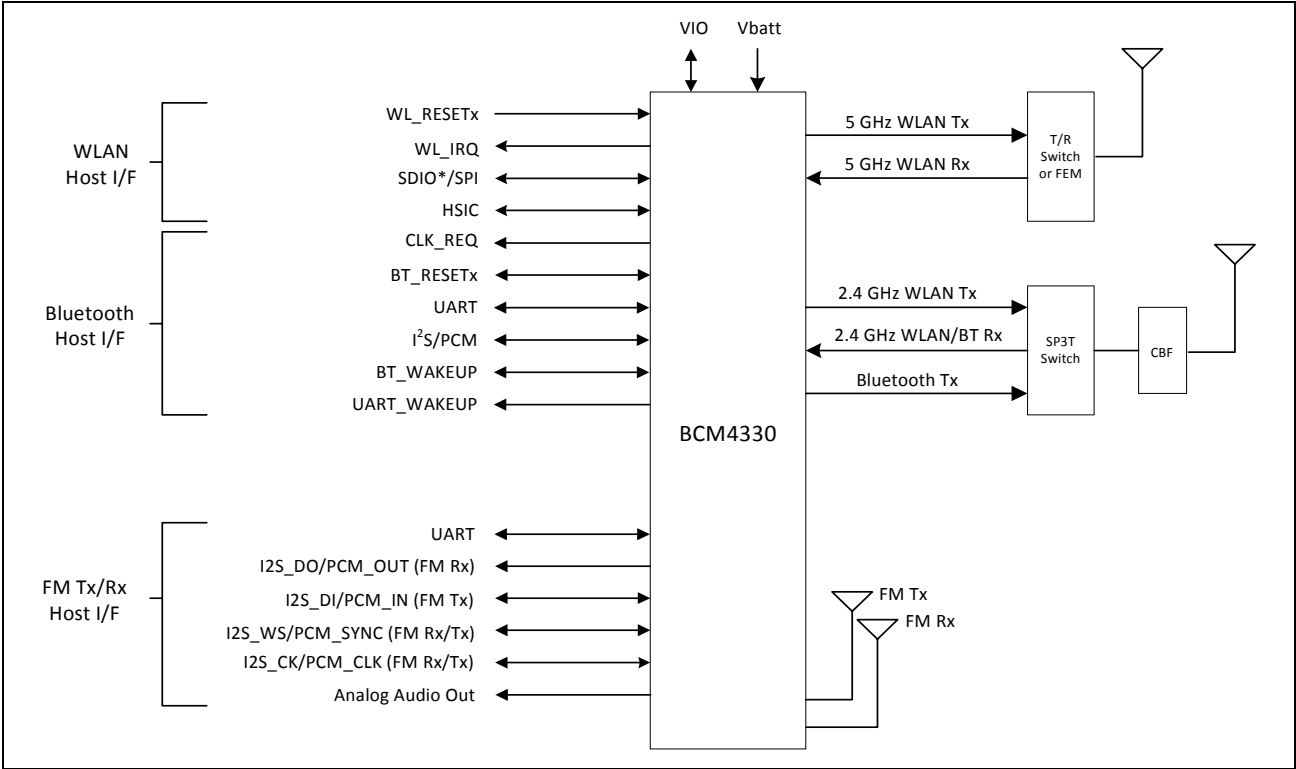 VIO
Vbatt
WLAN
Host I/F
WL_RESETx
WL_IRQ
SDIO*/SPI
HSIC
Bluetooth
Host I/F
CLK_REQ
BT_RESETx
UART
I²S/PCM
BT_WAKEUP
UART_WAKEUP
FM Tx/Rx
Host I/F
UART
I2S_DO/PCM_OUT (FM Rx)
I2S_DI/PCM_IN (FM Tx)
I2S_WS/PCM_SYNC (FM Rx/Tx)
I2S_CK/PCM_CLK (FM Rx/Tx)
Analog Audio Out
BCM4330
5 GHz WLAN Tx
5 GHz WLAN Rx
T/R
Switch
or FEM
2.4 GHz WLAN Tx
2.4 GHz WLAN/BT Rx
Bluetooth Tx
SP3T
Switch
CBF
FM Tx
FM Rx